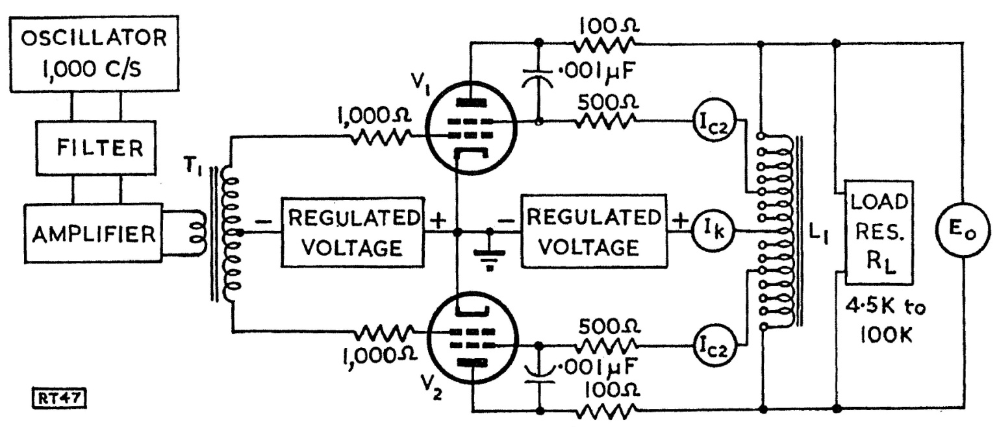 OSCILLATOR
1,000 C/S
FILTER
AMPLIFIER
T1
1,000Ω
V1
100Ω
·001µF
500Ω
IC2
−
REGULATED
VOLTAGE
+
−
REGULATED
VOLTAGE
+
Ik
L1
LOAD
RES.
RL
4·5K to
100K
Eo
1,000Ω
V2
500Ω
IC2
·001µF
100Ω
RT47